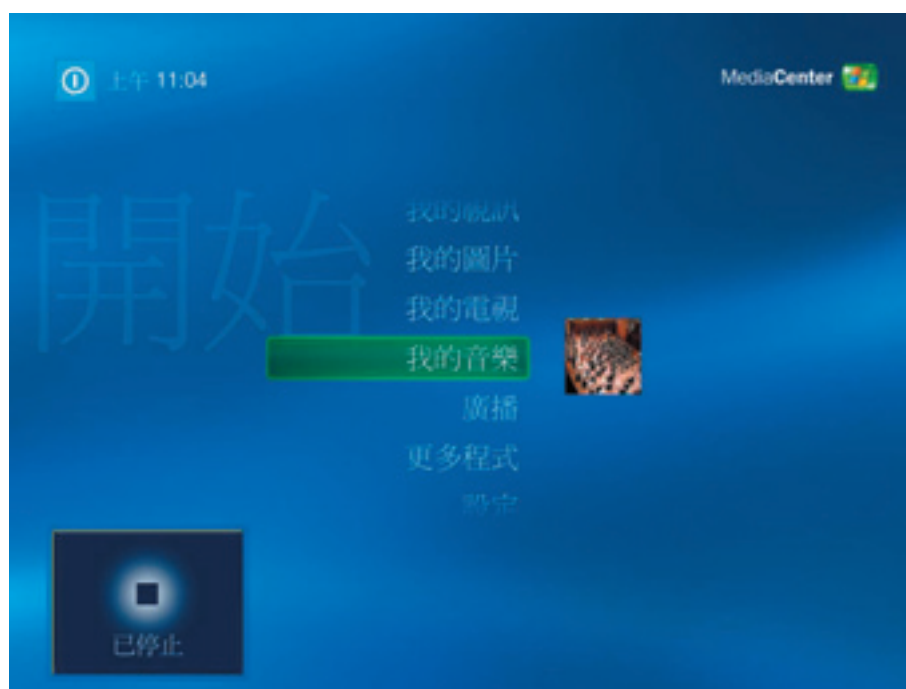 上午 11:04
MediaCenter
開始
我的視訊
我的圖片
我的電視
我的音樂
廣播
更多程式
設定
已停止